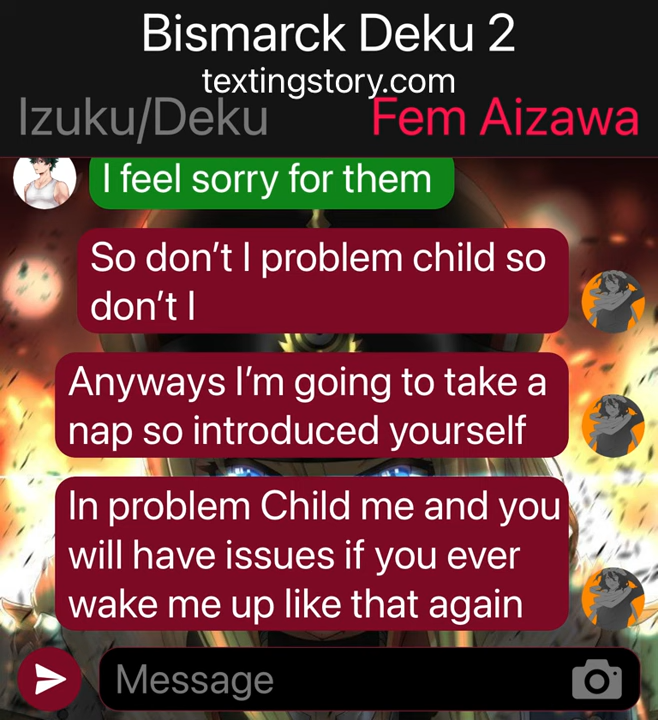 Bismarck Deku 2
textingstory.com
Izuku/Deku
Fem Aizawa
I feel sorry for them
So don’t I problem child so
don’t I
Anyways I’m going to take a
nap so introduced yourself
In problem Child me and you
will have issues if you ever
wake me up like that again
Message